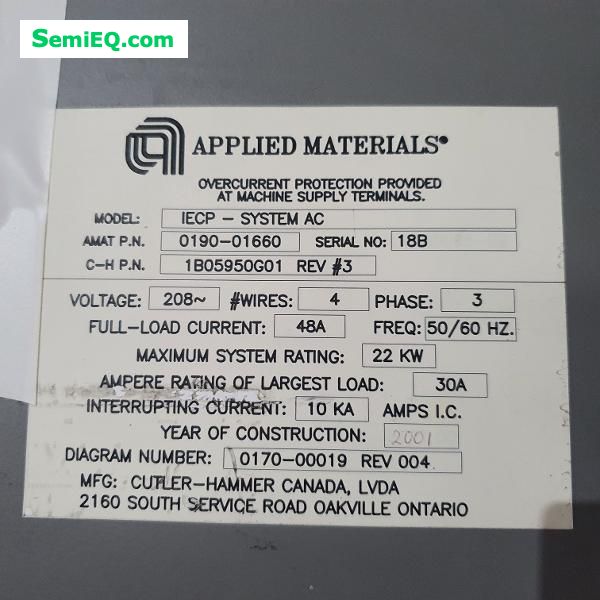 SemiEQ.com
APPLIED MATERIALS®
OVERCURRENT PROTECTION PROVIDED
AT MACHINE SUPPLY TERMINALS.
MODEL: IECP - SYSTEM AC
AMAT P.N. 0190-01660 SERIAL NO: 18B
C-H P.N. 1B05950G01 REV #3
VOLTAGE: 208~ #WIRES: 4 PHASE: 3
FULL-LOAD CURRENT: 48A FREQ: 50/60 HZ.
MAXIMUM SYSTEM RATING: 22 KW
AMPERE RATING OF LARGEST LOAD: 30A
INTERRUPTING CURRENT: 10 KA AMPS I.C.
YEAR OF CONSTRUCTION: 2001
DIAGRAM NUMBER: 0170-00019 REV 004
MFG: CUTLER-HAMMER CANADA, LVDA
2160 SOUTH SERVICE ROAD OAKVILLE ONTARIO